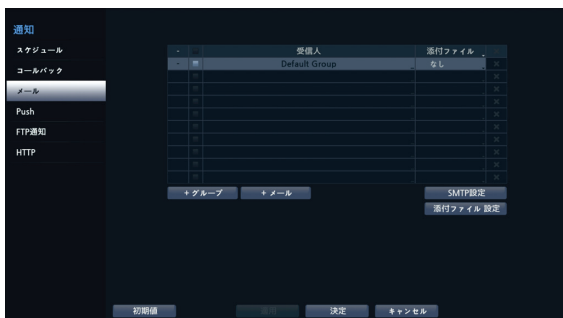 通知
スケジュール
コールバック
メール
Push
FTP通知
HTTP
- 受信人 添付ファイル
- Default Group なし
+ グループ + メール SMTP設定
添付ファイル 設定
初期値 決定 キャンセル